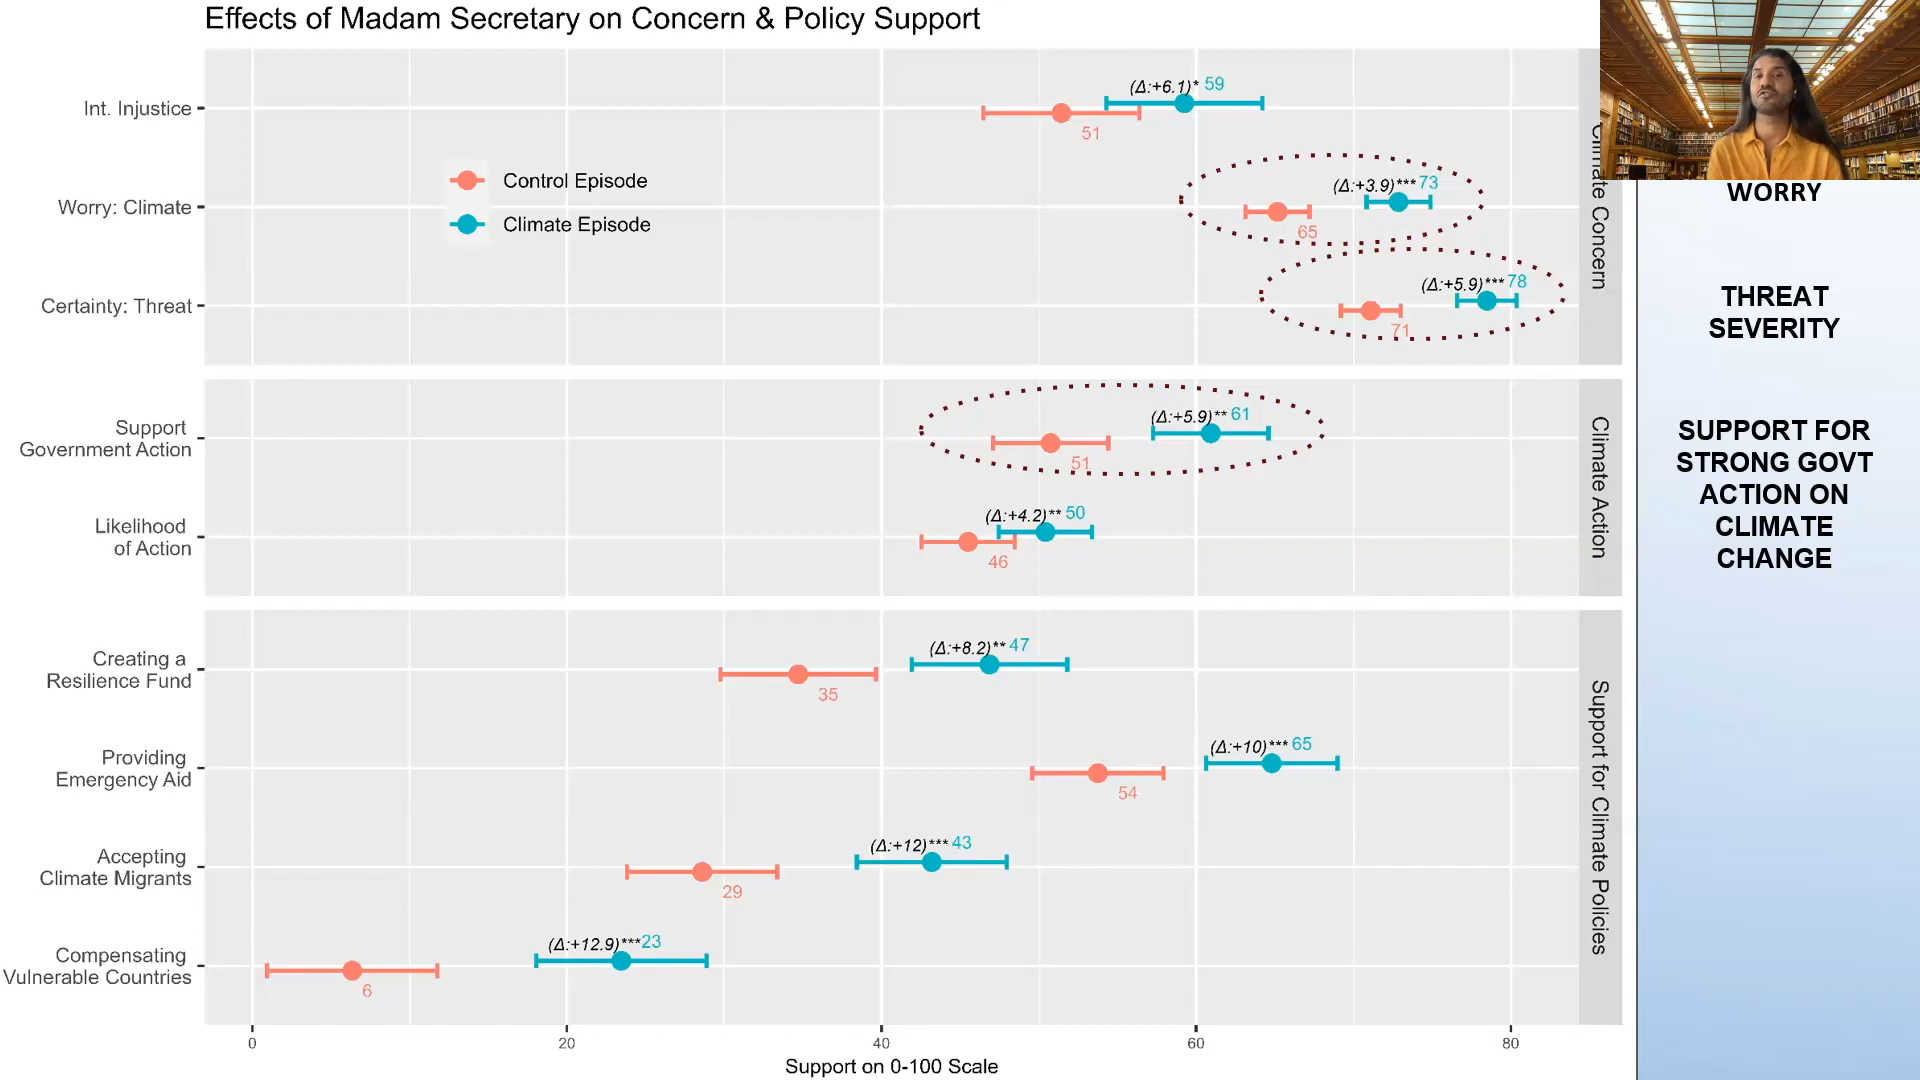 Effects of Madam Secretary on Concern & Policy Support
Int. Injustice
(Δ:+6.1)* 59
51
Control Episode
Climate Episode
Worry: Climate
(Δ:+3.9)*** 73
65
Certainty: Threat
(Δ:+5.9)*** 78
71
Climate Concern
Support
Government Action
(Δ:+5.9)** 61
51
Likelihood
of Action
(Δ:+4.2)** 50
46
Climate Action
Creating a
Resilience Fund
(Δ:+8.2)** 47
35
Providing
Emergency Aid
(Δ:+10)*** 65
54
Accepting
Climate Migrants
(Δ:+12)*** 43
29
Compensating
Vulnerable Countries
(Δ:+12.9)*** 23
6
Support for Climate Policies
0 20 40 60 80
Support on 0-100 Scale
WORRY
THREAT
SEVERITY
SUPPORT FOR
STRONG GOVT
ACTION ON
CLIMATE
CHANGE